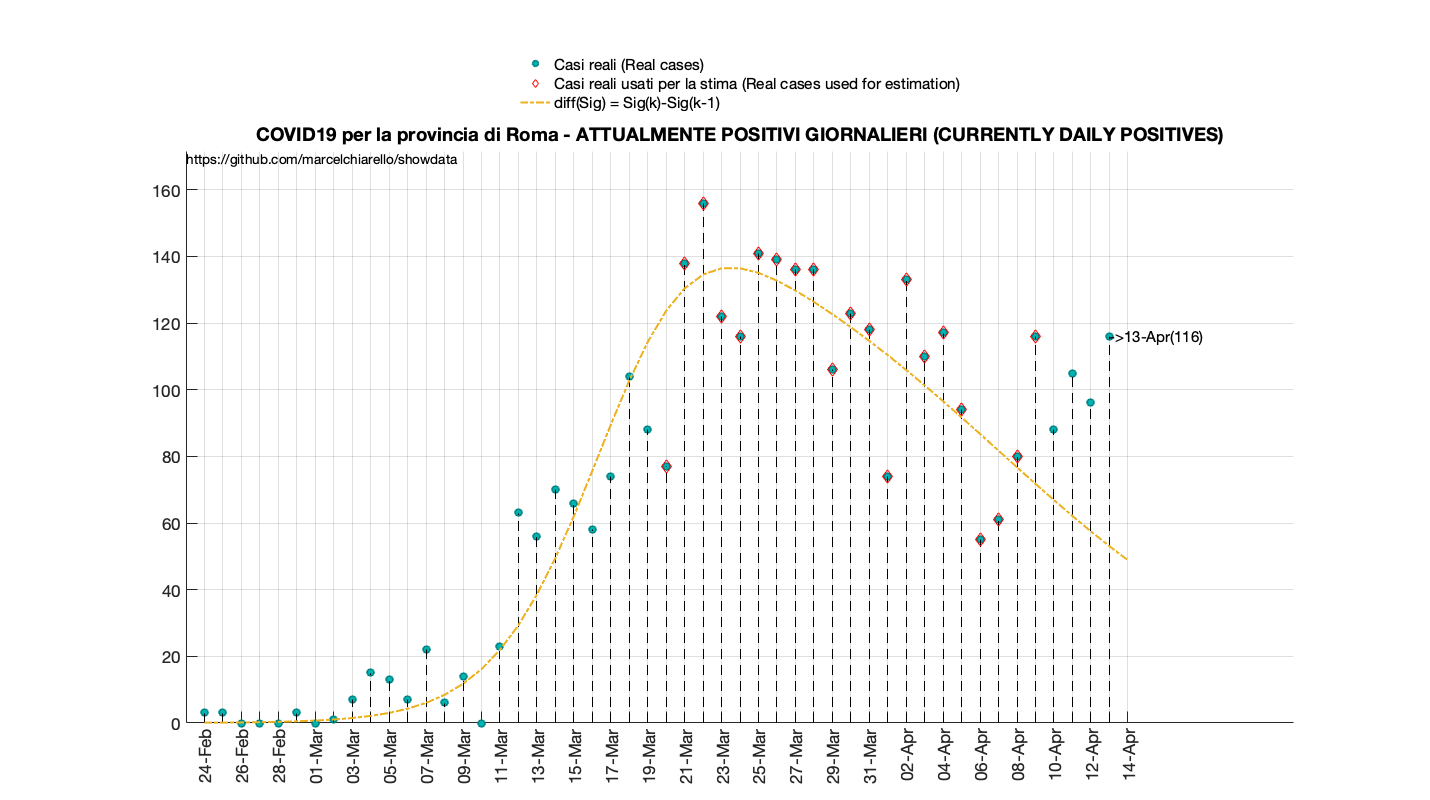 Casi reali (Real cases)
Casi reali usati per la stima (Real cases used for estimation)
diff(Sig) = Sig(k)-Sig(k-1)
COVID19 per la provincia di Roma - ATTUALMENTE POSITIVI GIORNALIERI (CURRENTLY DAILY POSITIVES)
https://github.com/marcelchiarello/showdata
160
140
120
100
80
60
40
20
0
->13-Apr(116)
24-Feb
26-Feb
28-Feb
01-Mar
03-Mar
05-Mar
07-Mar
09-Mar
11-Mar
13-Mar
15-Mar
17-Mar
19-Mar
21-Mar
23-Mar
25-Mar
27-Mar
29-Mar
31-Mar
02-Apr
04-Apr
06-Apr
08-Apr
10-Apr
12-Apr
14-Apr